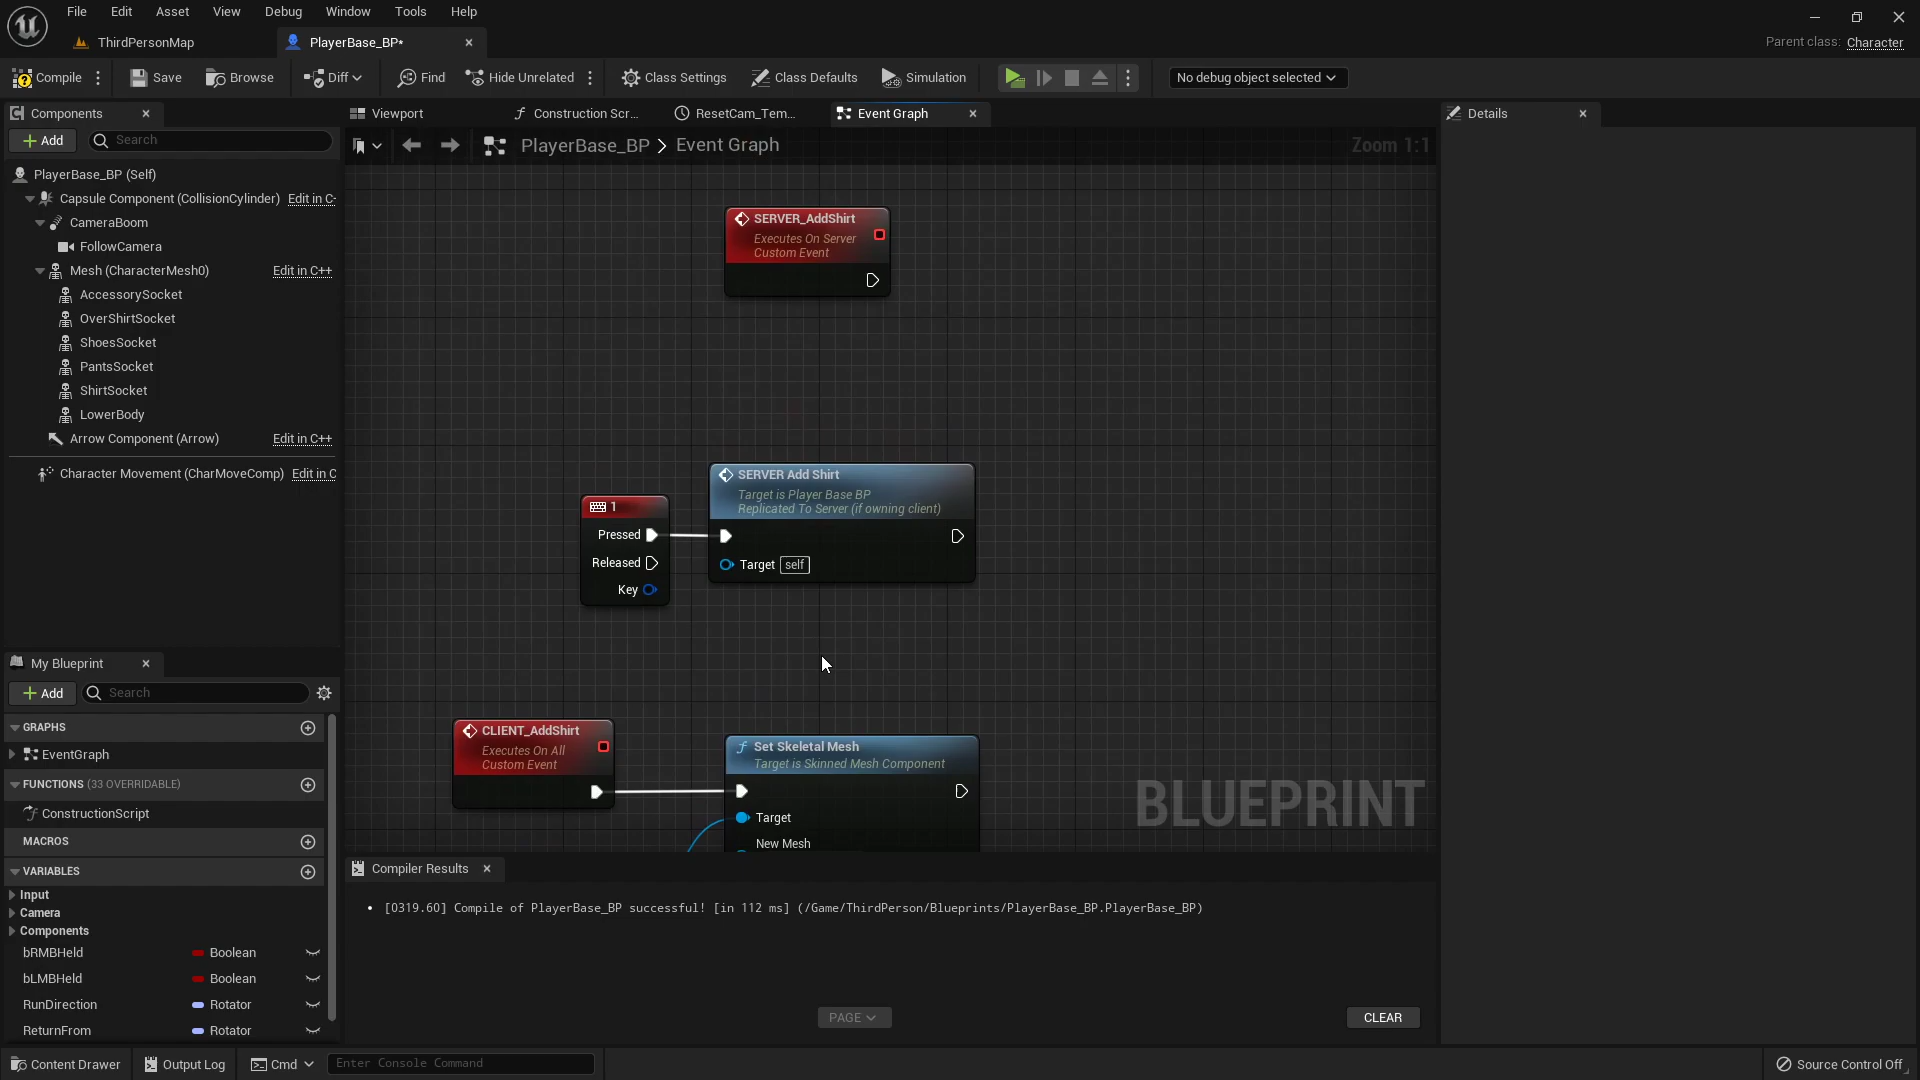 File Edit Asset View Debug Window Tools Help
ThirdPersonMap
PlayerBase_BP*
Parent class: Character
Compile
Save
Browse
Diff
Find
Hide Unrelated
Class Settings
Class Defaults
Simulation
No debug object selected
Components
Add
Search
PlayerBase_BP (Self)
Capsule Component (CollisionCylinder) Edit in C-
CameraBoom
FollowCamera
Mesh (CharacterMesh0) Edit in C++
AccessorySocket
OverShirtSocket
ShoesSocket
PantsSocket
ShirtSocket
LowerBody
Arrow Component (Arrow) Edit in C++
Character Movement (CharMoveComp) Edit in C
My Blueprint
Add
Search
GRAPHS
EventGraph
FUNCTIONS (33 OVERRIDABLE)
ConstructionScript
MACROS
VARIABLES
Input
Camera
Components
bRMBHeld Boolean
bLMBHeld Boolean
RunDirection Rotator
ReturnFrom Rotator
Viewport
Construction Scr...
ResetCam_Tem...
Event Graph
PlayerBase_BP > Event Graph
Zoom 1:1
SERVER_AddShirt
Executes On Server
Custom Event
1
Pressed
Released
Key
SERVER Add Shirt
Target is Player Base BP
Replicated To Server (if owning client)
Target self
CLIENT_AddShirt
Executes On All
Custom Event
Set Skeletal Mesh
Target is Skinned Mesh Component
Target
New Mesh
BLUEPRINT
Compiler Results
[0319.60] Compile of PlayerBase_BP successful! [in 112 ms] (/Game/ThirdPerson/Blueprints/PlayerBase_BP.PlayerBase_BP)
PAGE
CLEAR
Details
Content Drawer
Output Log
Cmd
Enter Console Command
Source Control Off